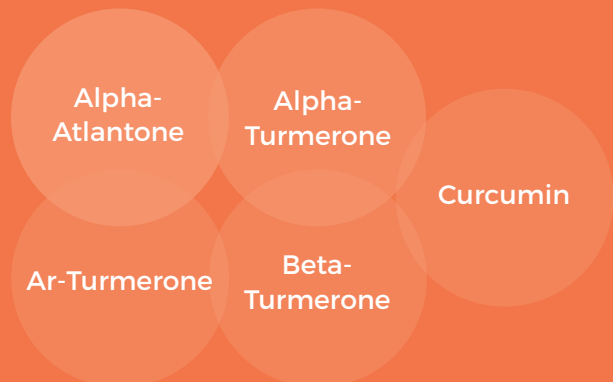 Alpha-
Atlantone
Alpha-
Turmerone
Curcumin
Ar-Turmerone
Beta-
Turmerone